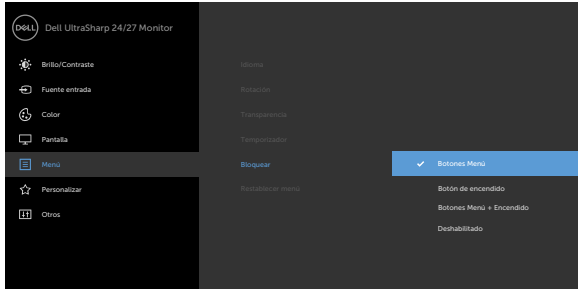 DELL
Dell UltraSharp 24/27 Monitor
Brillo/Contraste
Idioma
Fuente entrada
Rotación
Color
Transparencia
Pantalla
Temporizador
Menú
Bloquear
Botones Menú
Personalizar
Restablecer menú
Botón de encendido
Botones Menú + Encendido
Otros
Deshabilitado